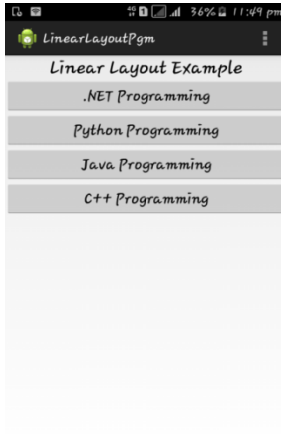 36% 11:49 pm
LinearLayoutPgm
Linear Layout Example
.NET Programming
Python Programming
Java Programming
C++ Programming